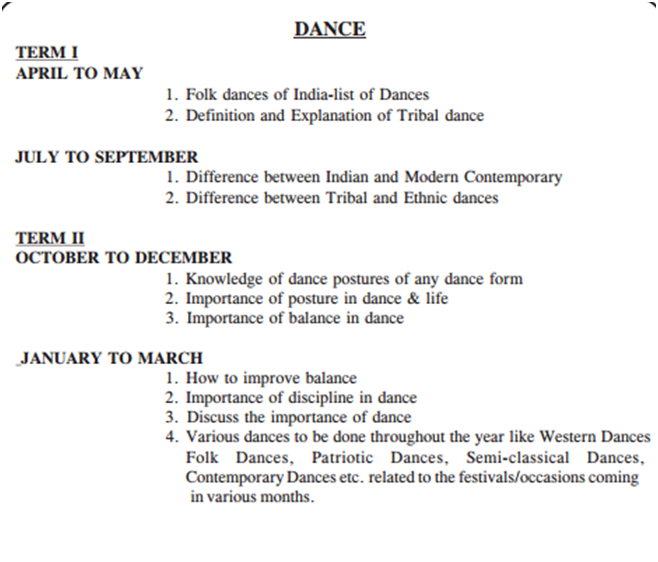 DANCE
TERM I
APRIL TO MAY
1. Folk dances of India-list of Dances
2. Definition and Explanation of Tribal dance
JULY TO SEPTEMBER
1. Difference between Indian and Modern Contemporary
2. Difference between Tribal and Ethnic dances
TERM II
OCTOBER TO DECEMBER
1. Knowledge of dance postures of any dance form
2. Importance of posture in dance & life
3. Importance of balance in dance
JANUARY TO MARCH
1. How to improve balance
2. Importance of discipline in dance
3. Discuss the importance of dance
4. Various dances to be done throughout the year like Western Dances
Folk Dances, Patriotic Dances, Semi-classical Dances,
Contemporary Dances etc. related to the festivals/occasions coming
in various months.